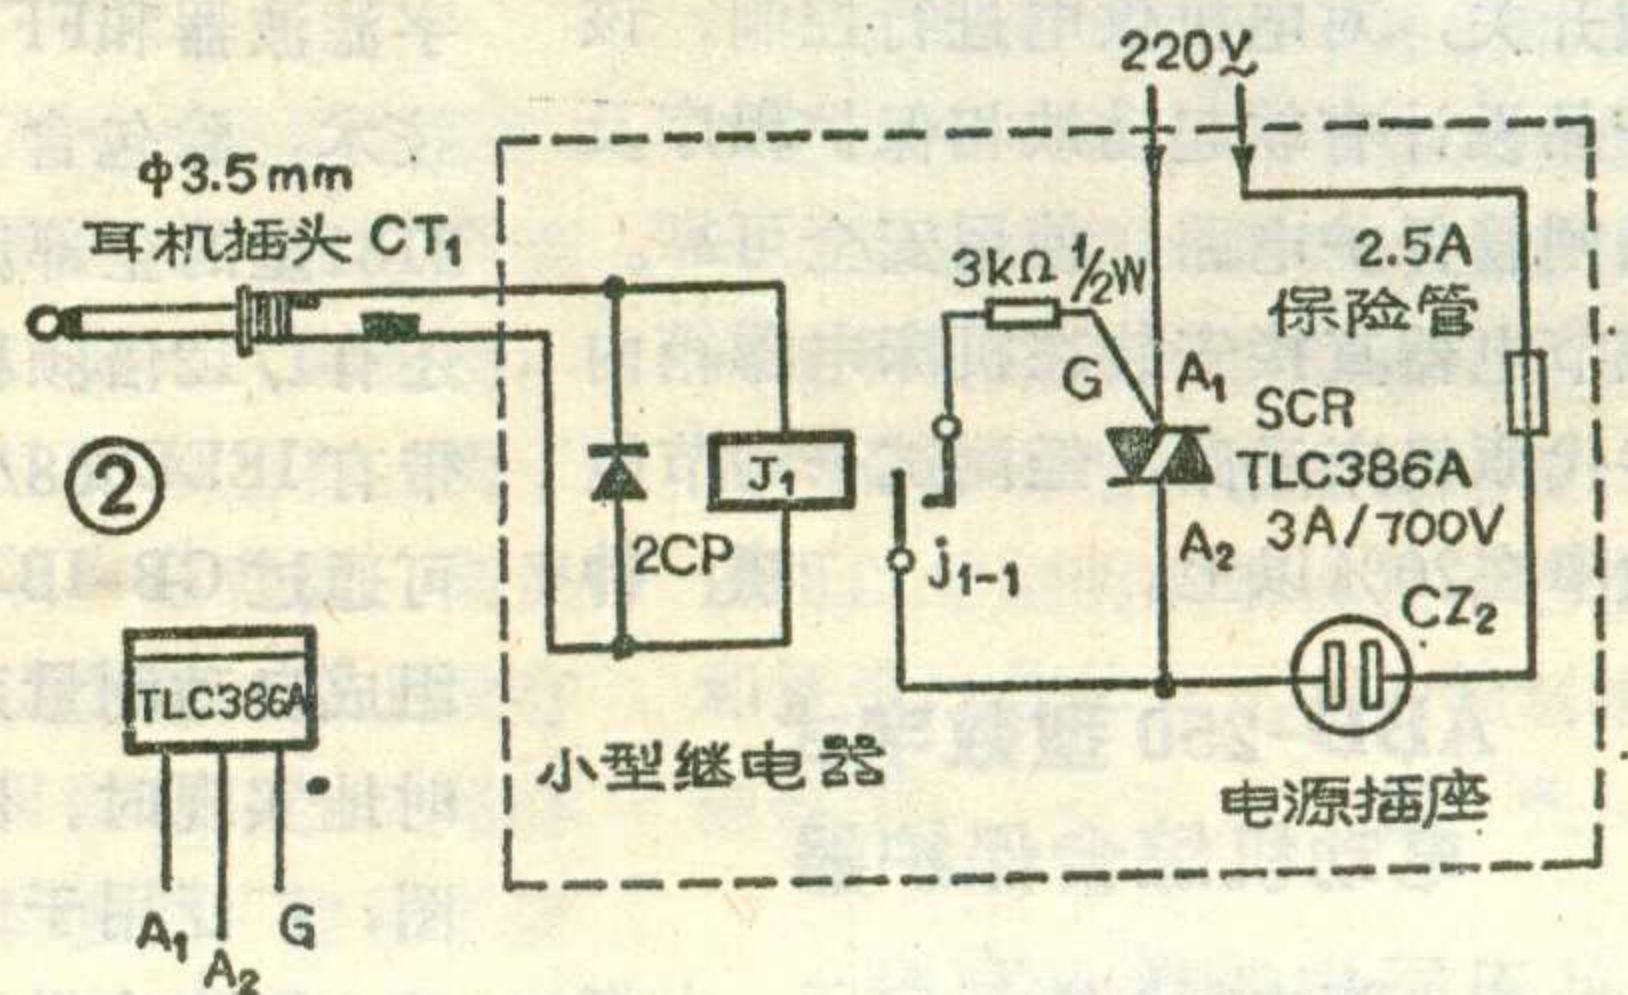 220V~
φ3.5mm
耳机插头 CT₁
3kΩ ½W
2.5A
保险管
G
A₁
SCR
TLC386A
3A/700V
A₂
②
J₁
2CP
j₁₋₁
CZ₂
TLC386A
小型继电器
电源插座
A₁
A₂
G